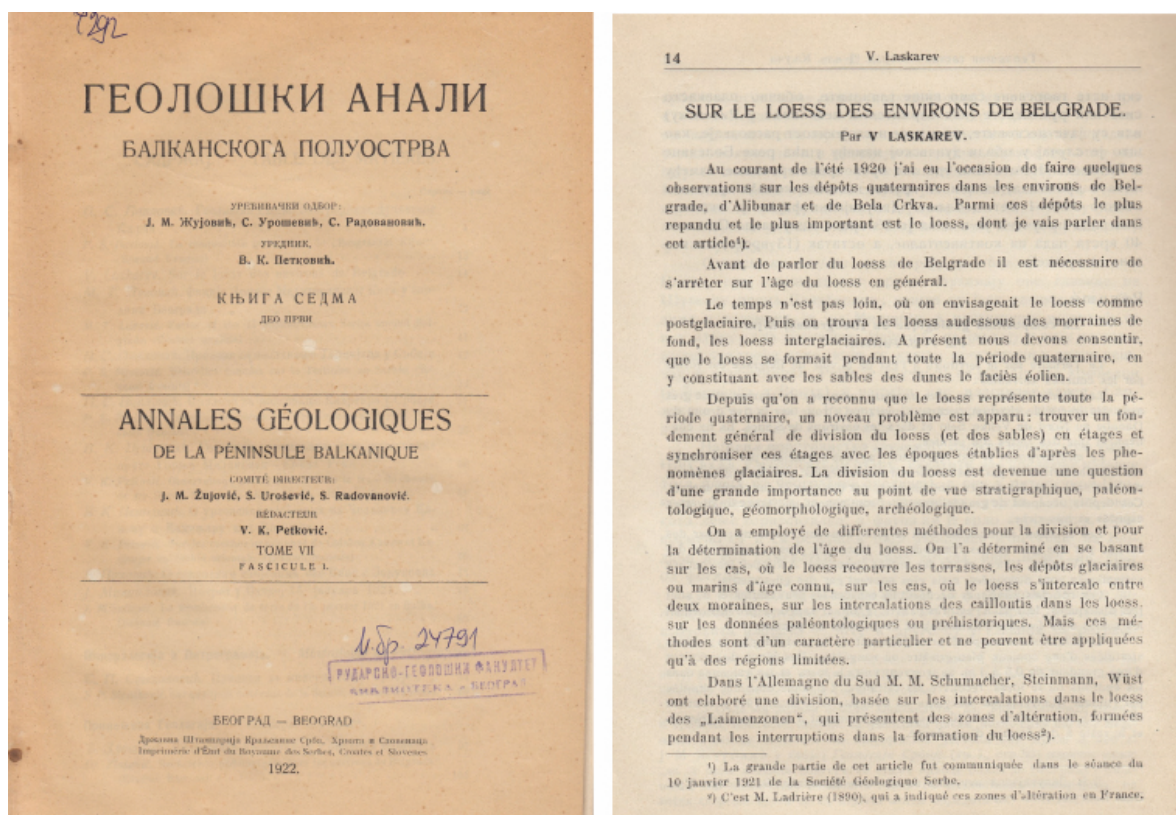 7292
ГЕОЛОШКИ АНАЛИ
БАЛКАНСКОГА ПОЛУОСТРВА
УРЕЂИВАЧКИ ОДБОР:
Ј. М. Жујовић, С. Урошевић, С. Радовановић.
УРЕДНИК,
В. К. Петковић.
КЊИГА СЕДМА
ДЕО ПРВИ
ANNALES GÉOLOGIQUES
DE LA PÉNINSULE BALKANIQUE
COMITÉ DIRECTEUR:
J. M. Žujović, S. Urošević, S. Radovanović.
RÉDACTEUR
V. K. Petković.
TOME VII
FASCICULE I.
И.бр. 24791
РУДАРСКО-ГЕОЛОШКИ ФАКУЛТЕТ
БИБЛИОТЕКА - БЕОГРАД
БЕОГРАД — BEOGRAD
Државна Штампарија Краљевине Срба, Хрвата и Словенаца
Imprimérie d'État du Royaume des Serbes, Croates et Slovenes
1922.
14 V. Laskarev
SUR LE LOESS DES ENVIRONS DE BELGRADE.
Par V LASKAREV.
Au courant de l'été 1920 j'ai eu l'occasion de faire quelques
observations sur les dépôts quaternaires dans les environs de Bel-
grade, d'Alibunar et de Bela Crkva. Parmi ces dépôts le plus
repandu et le plus important est le loess, dont je vais parler dans
cet article¹).
Avant de parler du loess de Belgrade il est nécessaire de
s'arrêter sur l'âge du loess en général.
Le temps n'est pas loin, où on envisageait le loess comme
postglaciaire. Puis on trouva les loess audessous des morraines de
fond, les loess interglaciaires. A présent nous devons consentir,
que le loess se formait pendant toute la période quaternaire, en
y constituant avec les sables des dunes le faciès éolien.
Depuis qu'on a reconnu que le loess représente toute la pé-
riode quaternaire, un noveau problème est apparu: trouver un fon-
dement général de division du loess (et des sables) en étages et
synchroniser ces étages avec les époques établies d'après les phe-
nomènes glaciaires. La division du loess est devenue une question
d'une grande importance au point de vue stratigraphique, paléon-
tologique, géomorphologique, archéologique.
On a employé de differentes méthodes pour la division et pour
la détermination de l'âge du loess. On l'a déterminé en se basant
sur les cas, où le loess recouvre les terrasses, les dépôts glaciaires
ou marins d'âge connu, sur les cas, où le loess s'intercale entre
deux moraines, sur les intercalations des cailloutis dans les loess,
sur les données paléontologiques ou préhistoriques. Mais ces mé-
thodes sont d'un caractère particulier et ne peuvent être appliquées
qu'à des régions limitées.
Dans l'Allemagne du Sud M. M. Schumacher, Steinmann, Wüst
ont elaboré une division, basée sur les intercalations dans le loess
des „Laimenzonen“, qui présentent des zones d'altération, formées
pendant les interruptions dans la formation du loess²).
¹) La grande partie de cet article fut communiquée dans le séance du
10 janvier 1921 de la Société Géologique Serbe.
²) C'est M. Ladrière (1890), qui a indiqué ces zones d'altération en France.